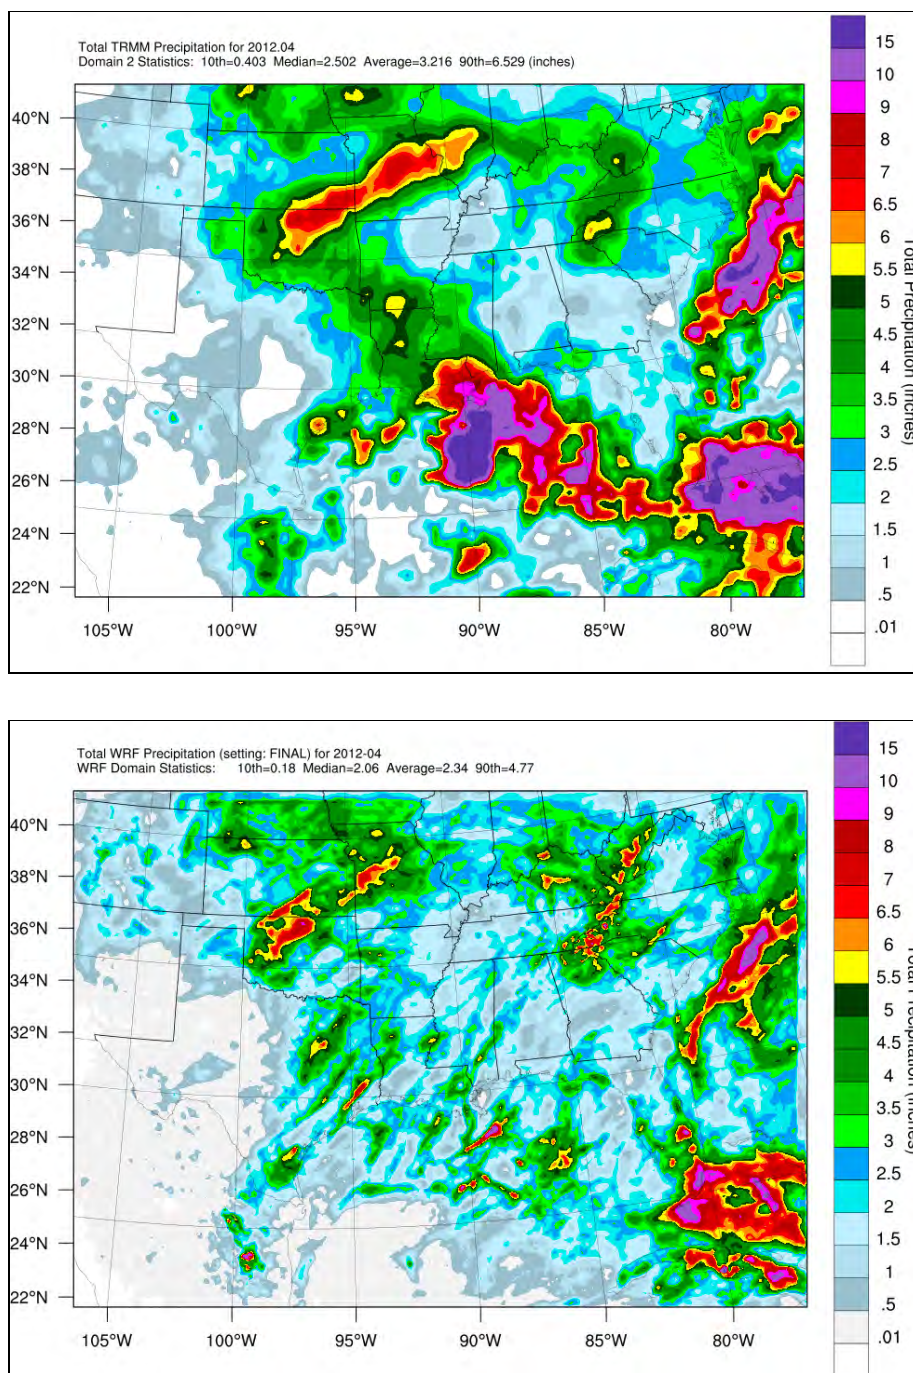 Total TRMM Precipitation for 2012.04
Domain 2 Statistics: 10th=0.403 Median=2.502 Average=3.216 90th=6.529 (inches)
40°N
38°N
36°N
34°N
32°N
30°N
28°N
26°N
24°N
22°N
105°W
100°W
95°W
90°W
85°W
80°W
15
10
9
8
7
6.5
6
5.5
5
4.5
4
3.5
3
2.5
2
1.5
1
.5
.01
Total Precipitation (inches)
Total WRF Precipitation (setting: FINAL) for 2012-04
WRF Domain Statistics: 10th=0.18 Median=2.06 Average=2.34 90th=4.77
40°N
38°N
36°N
34°N
32°N
30°N
28°N
26°N
24°N
22°N
105°W
100°W
95°W
90°W
85°W
80°W
15
10
9
8
7
6.5
6
5.5
5
4.5
4
3.5
3
2.5
2
1.5
1
.5
.01
Total Precipitation (inches)